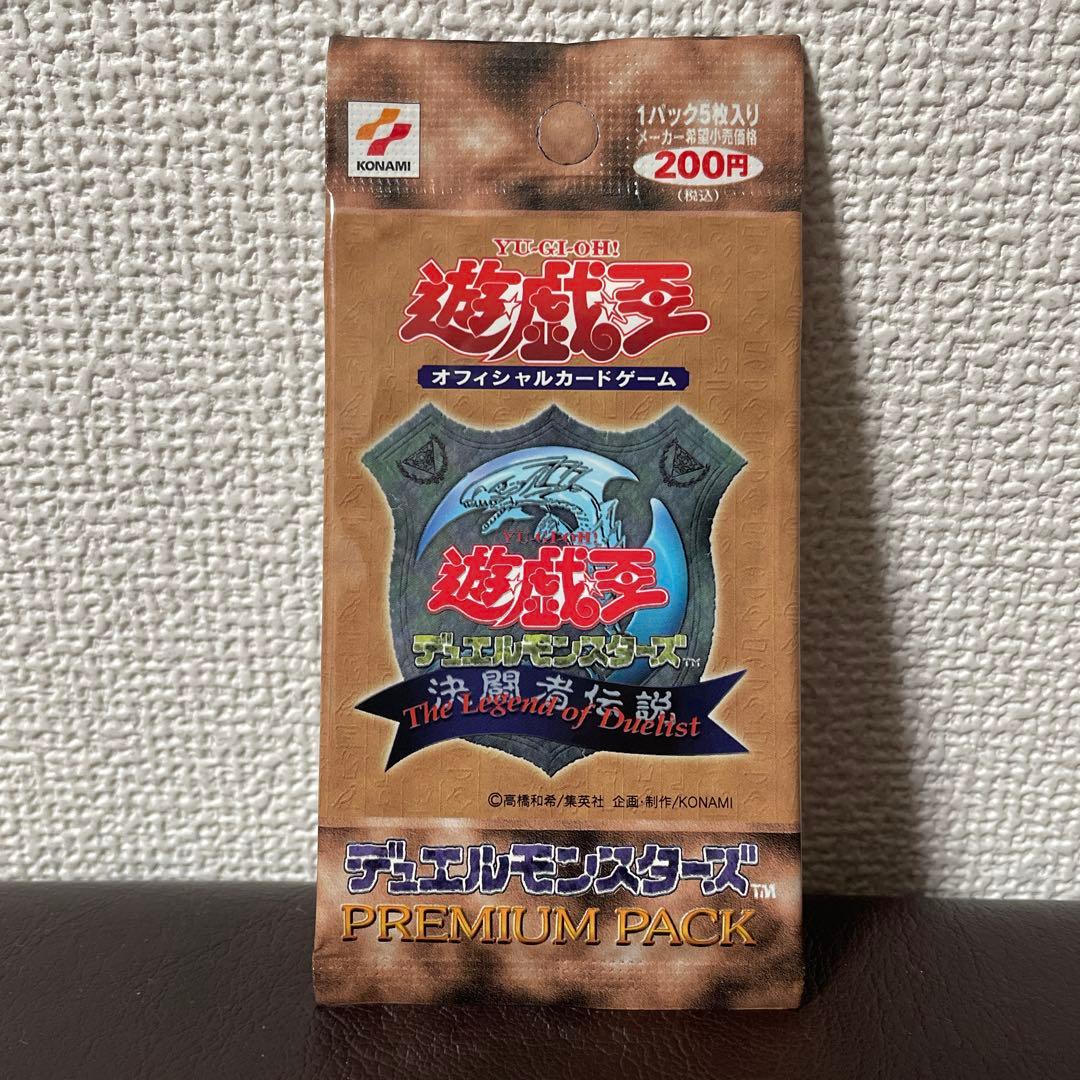 KONAMI
1パック5枚入り
メーカー希望小売価格
200円
(税込)
YU-GI-OH!
遊戯王
オフィシャルカードゲーム
YU-GI-OH!
遊戯王
デュエルモンスターズ™
決闘者伝説
The Legend of Duelist
©高橋和希/集英社 企画・制作/KONAMI
デュエルモンスターズ™
PREMIUM PACK